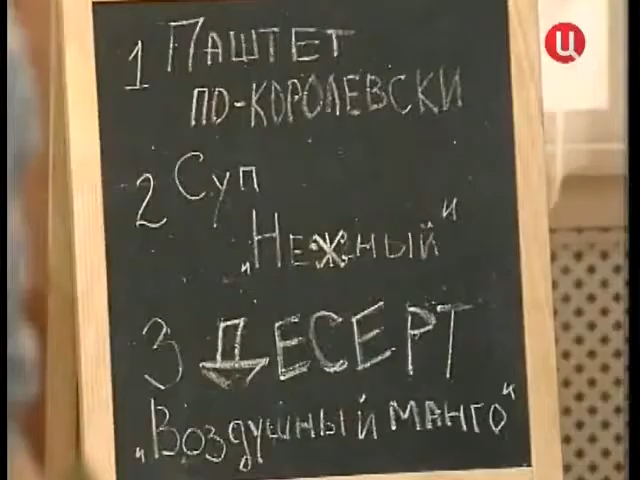 1 Паштет
по-королевски
2 Суп
„Нежный"
3 Десерт
„Воздушный манго"
Ц